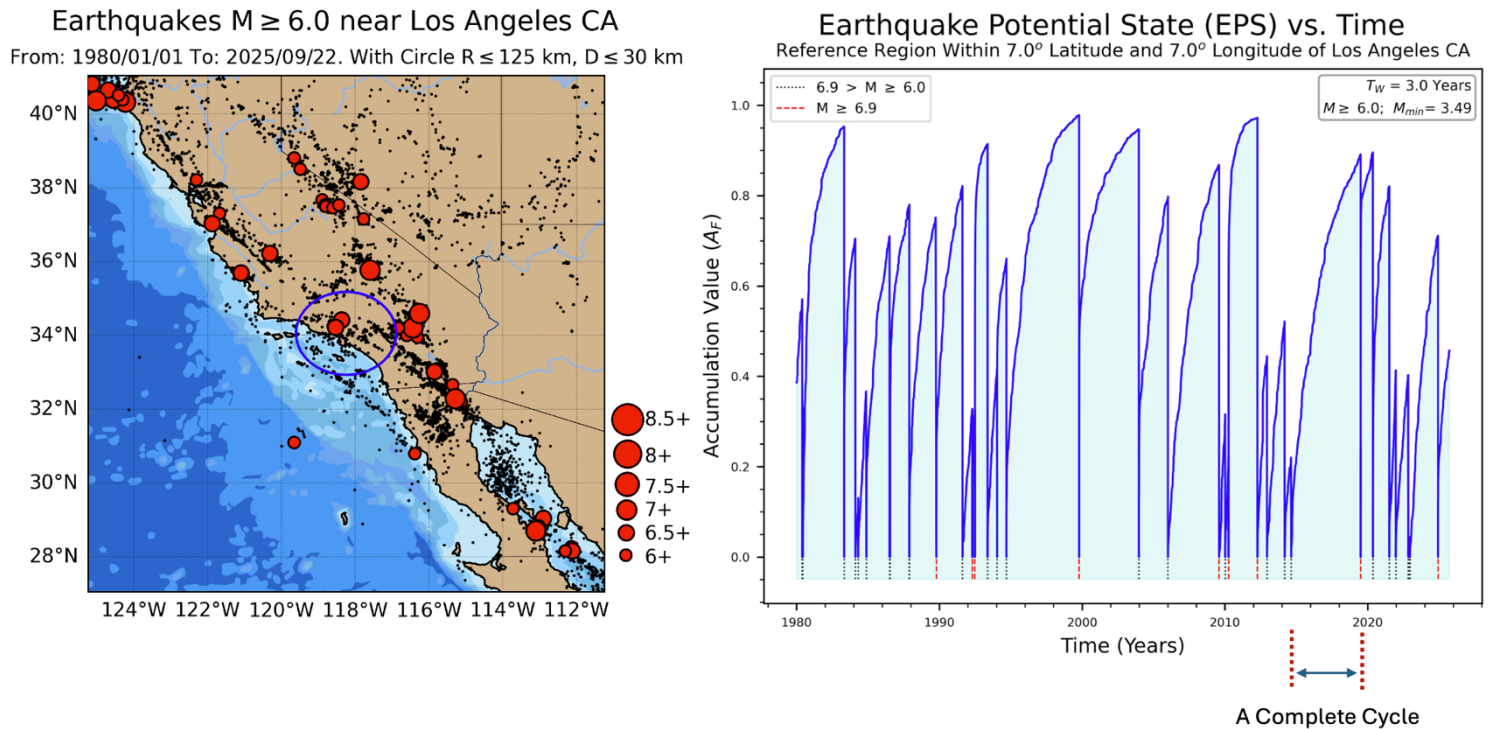 Earthquakes M ≥ 6.0 near Los Angeles CA
From: 1980/01/01 To: 2025/09/22. With Circle R ≤ 125 km, D ≤ 30 km
40°N
38°N
36°N
34°N
32°N
30°N
28°N
124°W 122°W 120°W 118°W 116°W 114°W 112°W
8.5+
8+
7.5+
7+
6.5+
6+
Earthquake Potential State (EPS) vs. Time
Reference Region Within 7.0° Latitude and 7.0° Longitude of Los Angeles CA
6.9 > M ≥ 6.0
M ≥ 6.9
T_W = 3.0 Years
M ≥ 6.0; M_min = 3.49
Accumulation Value (A_F)
1.0
0.8
0.6
0.4
0.2
0.0
1980 1990 2000 2010 2020
Time (Years)
A Complete Cycle